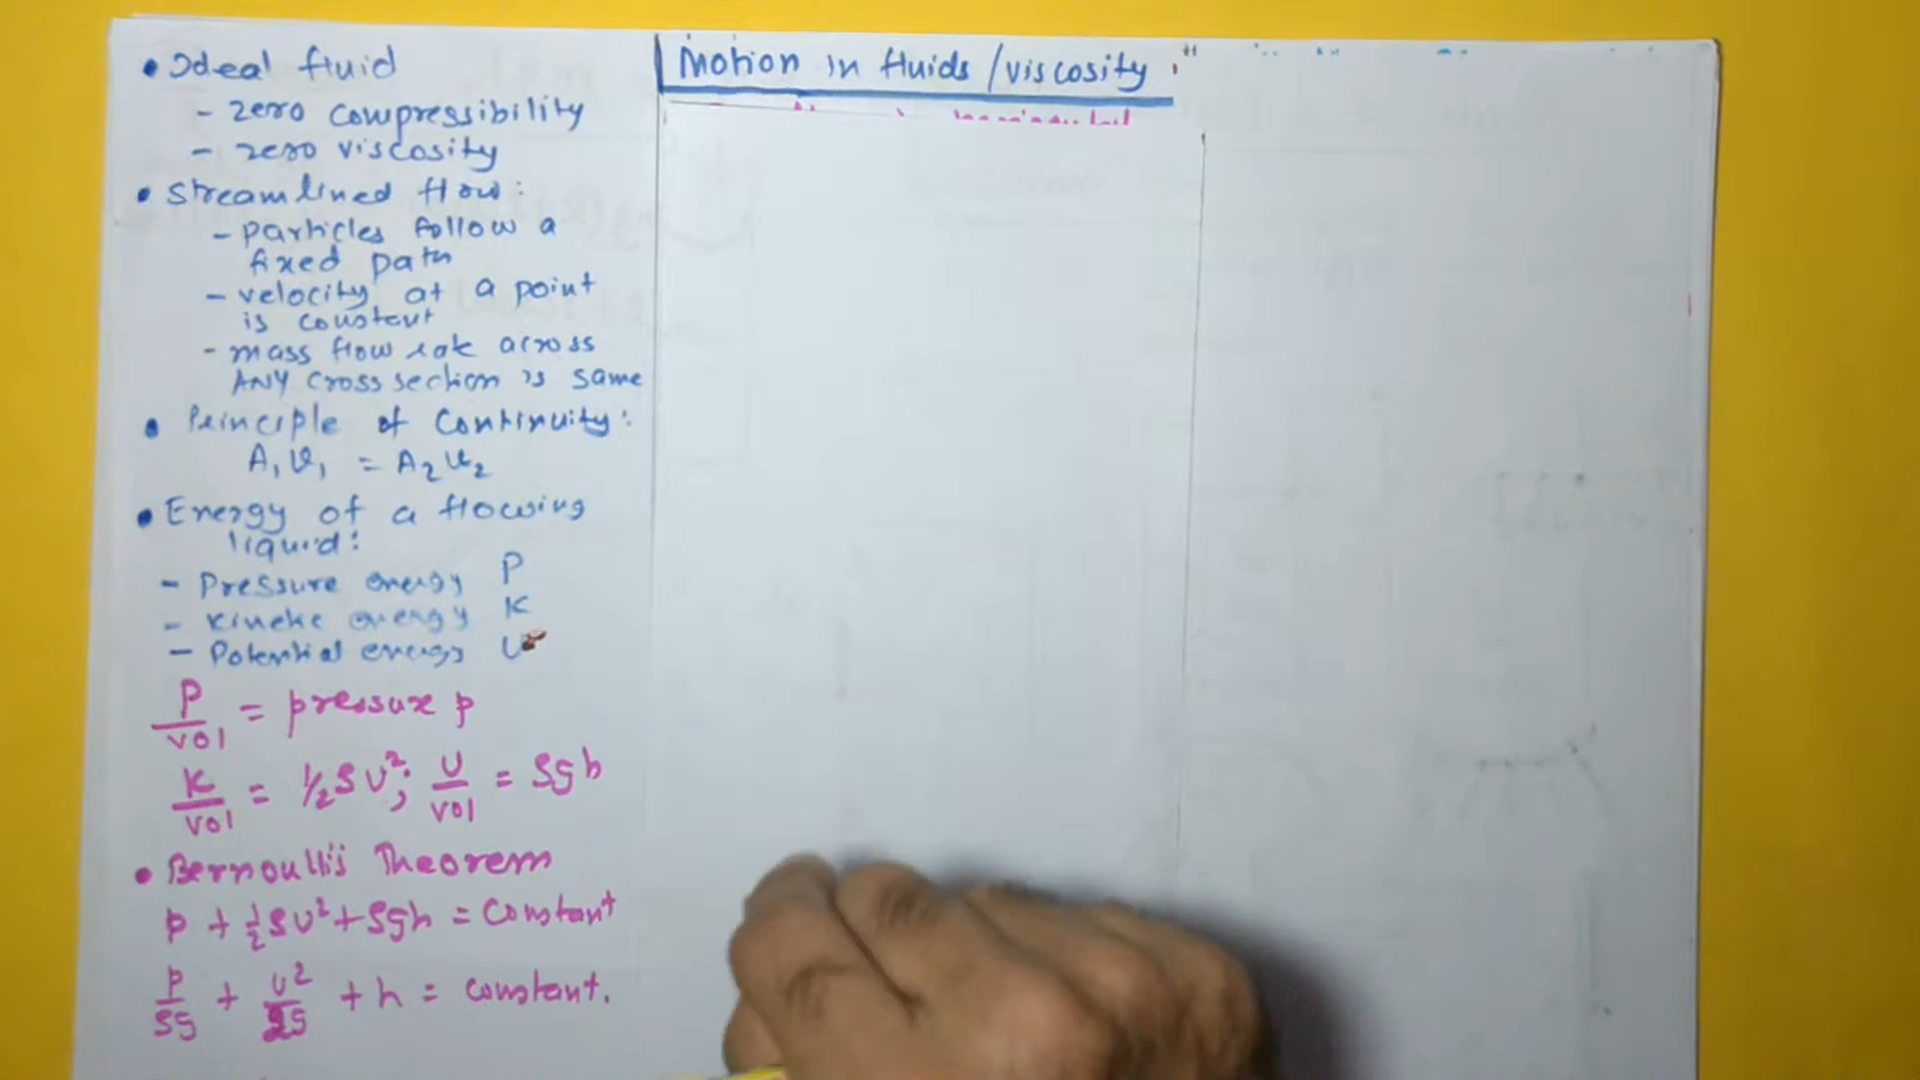 Motion in fluids / viscosity
• Ideal fluid
- zero compressibility
- zero viscosity
• Streamlined flow:
- Particles follow a
fixed path
- velocity at a point
is constant
- mass flow rate across
ANY cross section is same
• Principle of Continuity:
A₁v₁ = A₂v₂
• Energy of a flowing
liquid:
- Pressure energy P
- Kinetic energy K
- Potential energy U
P/vol = pressure p
K/vol = ½ρv²; U/vol = ρgh
• Bernoulli's Theorem
p + ½ρv² + ρgh = constant
p/ρg + v²/2g + h = constant.